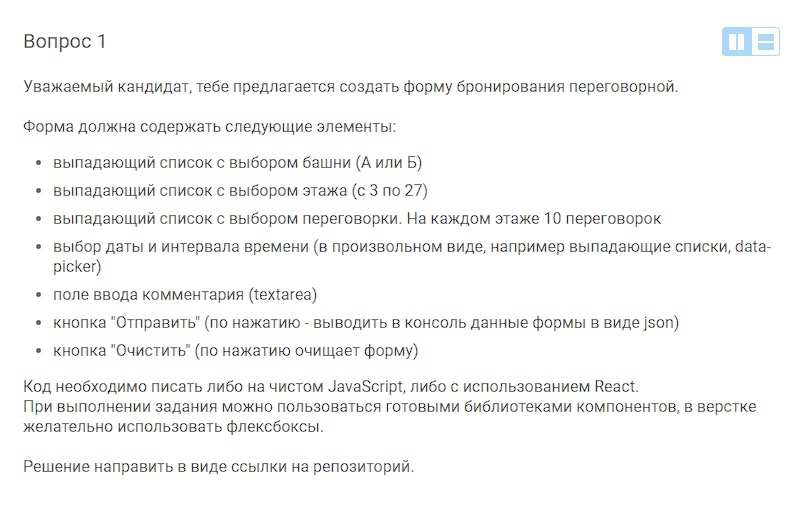 Вопрос 1
Уважаемый кандидат, тебе предлагается создать форму бронирования переговорной.
Форма должна содержать следующие элементы:
• выпадающий список с выбором башни (А или Б)
• выпадающий список с выбором этажа (с 3 по 27)
• выпадающий список с выбором переговорки. На каждом этаже 10 переговорок
• выбор даты и интервала времени (в произвольном виде, например выпадающие списки, data-
picker)
• поле ввода комментария (textarea)
• кнопка "Отправить" (по нажатию - выводить в консоль данные формы в виде json)
• кнопка "Очистить" (по нажатию очищает форму)
Код необходимо писать либо на чистом JavaScript, либо с использованием React.
При выполнении задания можно пользоваться готовыми библиотеками компонентов, в верстке
желательно использовать флексбоксы.
Решение направить в виде ссылки на репозиторий.